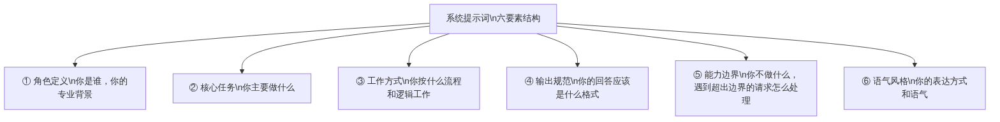 系统提示词\n六要素结构
① 角色定义\n你是谁，你的
专业背景
② 核心任务\n你主要做什么
③ 工作方式\n你按什么流程
和逻辑工作
④ 输出规范\n你的回答应该
是什么格式
⑤ 能力边界\n你不做什么，
遇到超出边界的请求怎么处
理
⑥ 语气风格\n你的表达方式
和语气